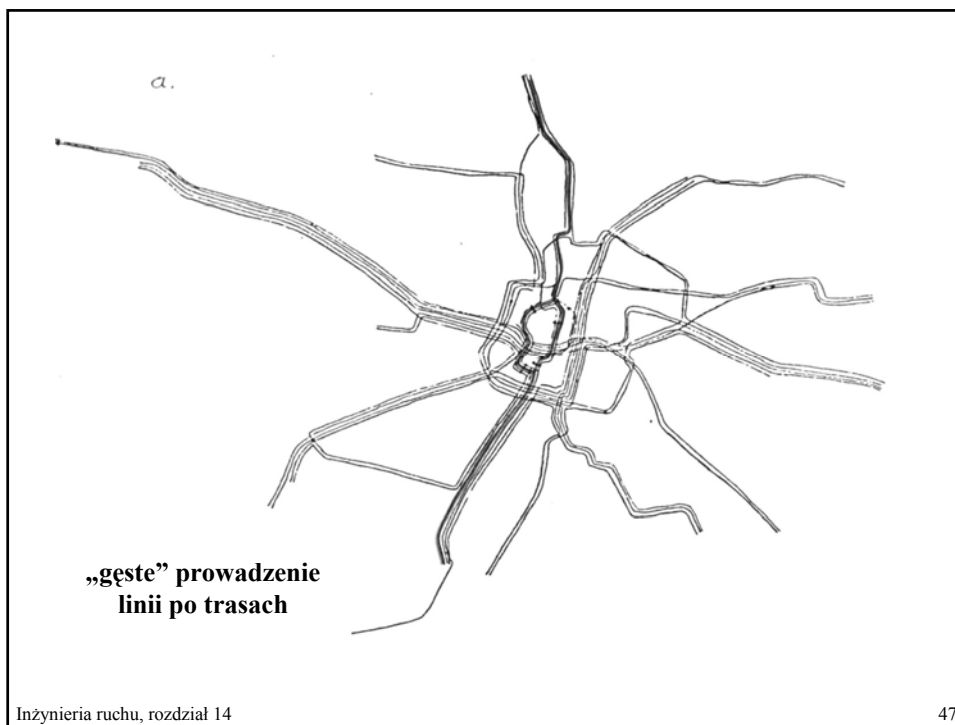 a.
„gęste” prowadzenie
linii po trasach
Inżynieria ruchu, rozdział 14
47